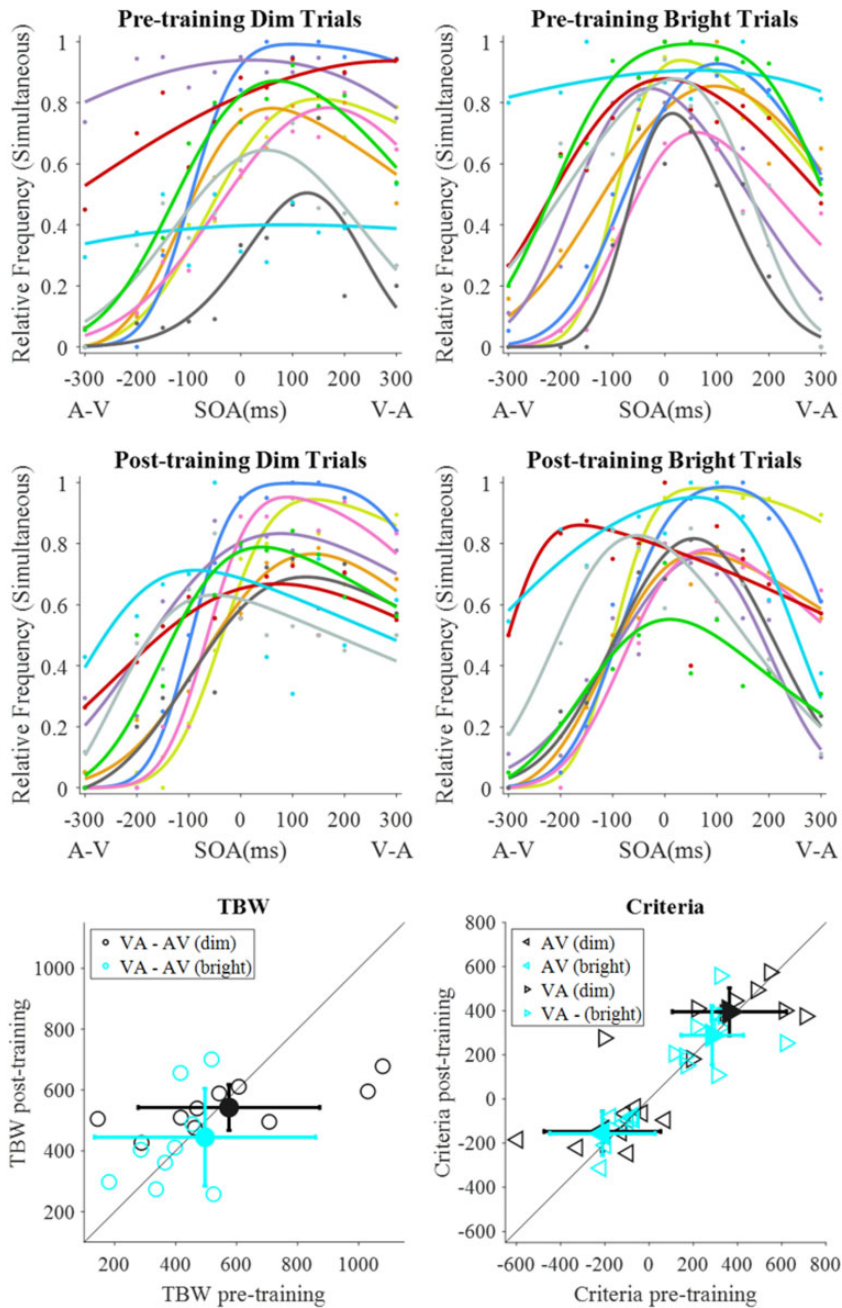 Pre-training Dim Trials
Relative Frequency (Simultaneous)
1
0.8
0.6
0.4
0.2
0
-300 -200 -100 0 100 200 300
A-V SOA(ms) V-A
Pre-training Bright Trials
Relative Frequency (Simultaneous)
1
0.8
0.6
0.4
0.2
0
-300 -200 -100 0 100 200 300
A-V SOA(ms) V-A
Post-training Dim Trials
Relative Frequency (Simultaneous)
1
0.8
0.6
0.4
0.2
0
-300 -200 -100 0 100 200 300
A-V SOA(ms) V-A
Post-training Bright Trials
Relative Frequency (Simultaneous)
1
0.8
0.6
0.4
0.2
0
-300 -200 -100 0 100 200 300
A-V SOA(ms) V-A
TBW
VA - AV (dim)
VA - AV (bright)
TBW post-training
1000
800
600
400
200
200 400 600 800 1000
TBW pre-training
Criteria
AV (dim)
AV (bright)
VA (dim)
VA - (bright)
Criteria post-training
800
600
400
200
0
-200
-400
-600
-600 -400 -200 0 200 400 600 800
Criteria pre-training